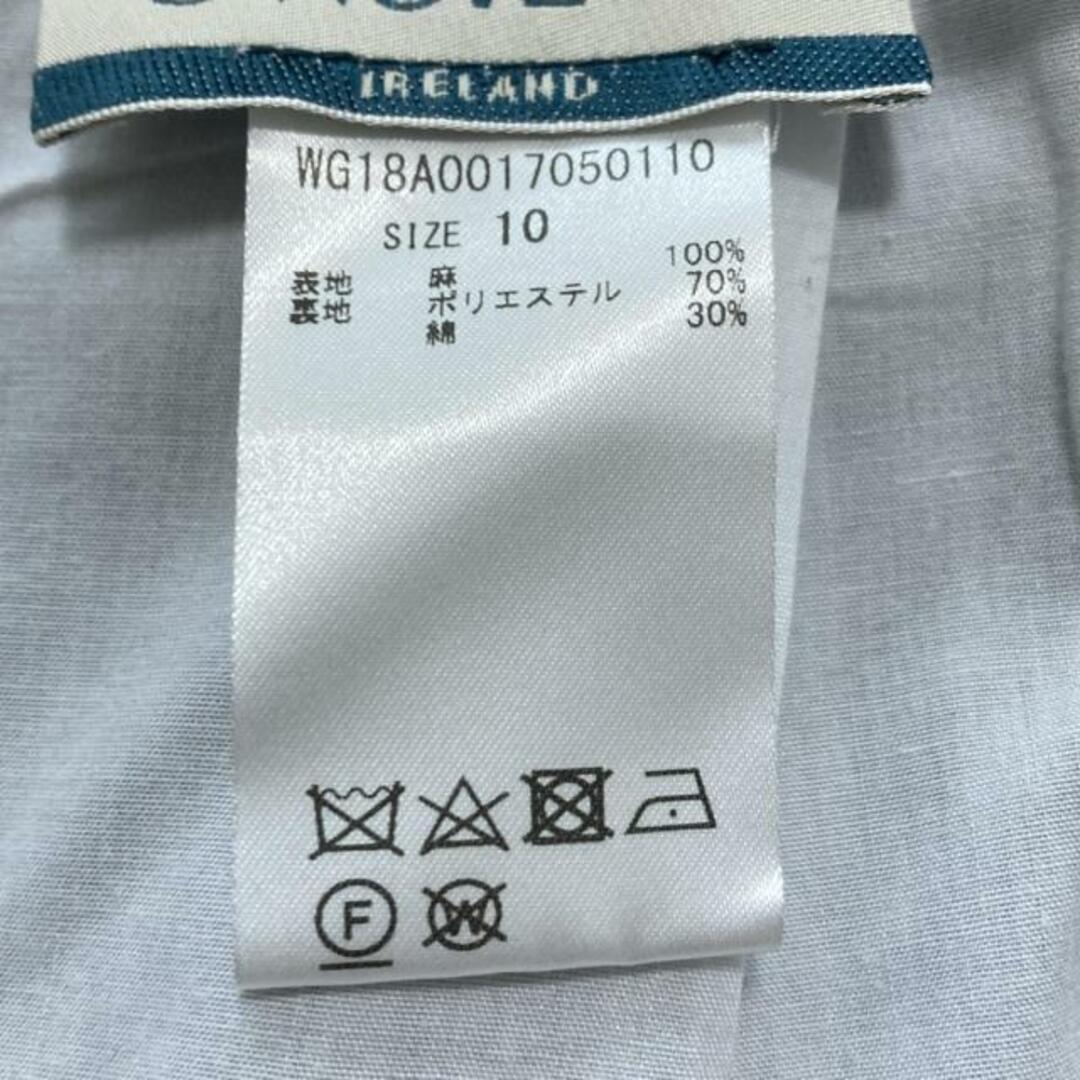 IRELAND
WG18A0017050110
SIZE 10
表地 麻 100%
裏地 ポリエステル 70%
綿 30%
F
W